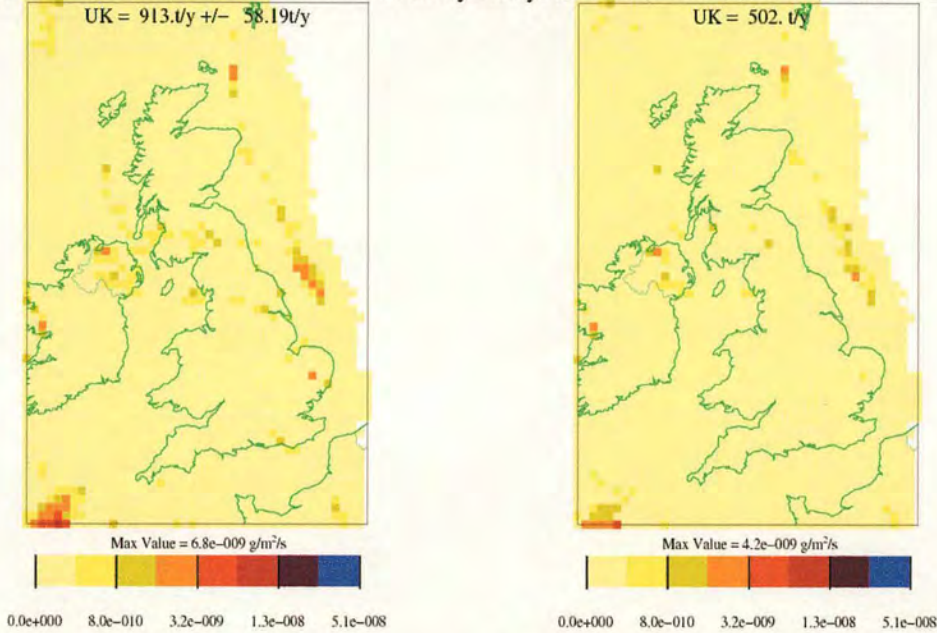 UK = 913.t/y +/- 58.19t/y
UK = 502. t/y
Max Value = 6.8e−009 g/m²/s
0.0e+000 8.0e−010 3.2e−009 1.3e−008 5.1e−008
Max Value = 4.2e−009 g/m²/s
0.0e+000 8.0e−010 3.2e−009 1.3e−008 5.1e−008